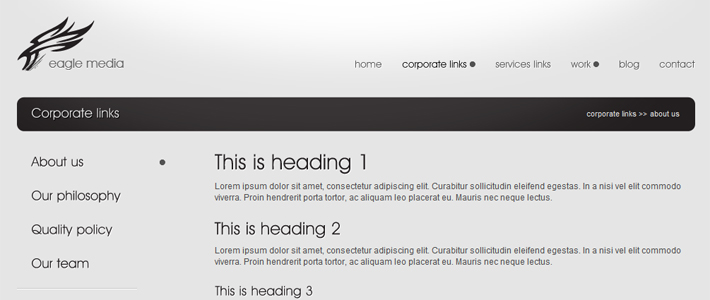 eagle media
home corporate links services links work blog contact
Corporate links
corporate links >> about us
About us
Our philosophy
Quality policy
Our team
This is heading 1
Lorem ipsum dolor sit amet, consectetur adipiscing elit. Curabitur sollicitudin eleifend egestas. In a nisi vel elit commodo
viverra. Proin hendrerit porta tortor, ac aliquam leo placerat eu. Mauris nec neque lectus.
This is heading 2
Lorem ipsum dolor sit amet, consectetur adipiscing elit. Curabitur sollicitudin eleifend egestas. In a nisi vel elit commodo
viverra. Proin hendrerit porta tortor, ac aliquam leo placerat eu. Mauris nec neque lectus.
This is heading 3